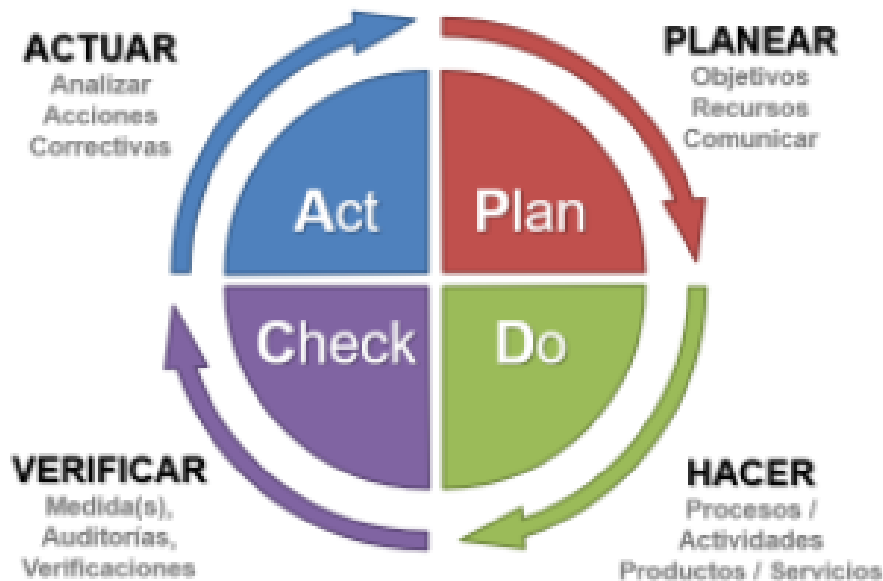 ACTUAR
Analizar
Acciones
Correctivas
PLANEAR
Objetivos
Recursos
Comunicar
Act
Plan
Check
Do
VERIFICAR
Medida(s),
Auditorías,
Verificaciones
HACER
Procesos /
Actividades
Productos / Servicios